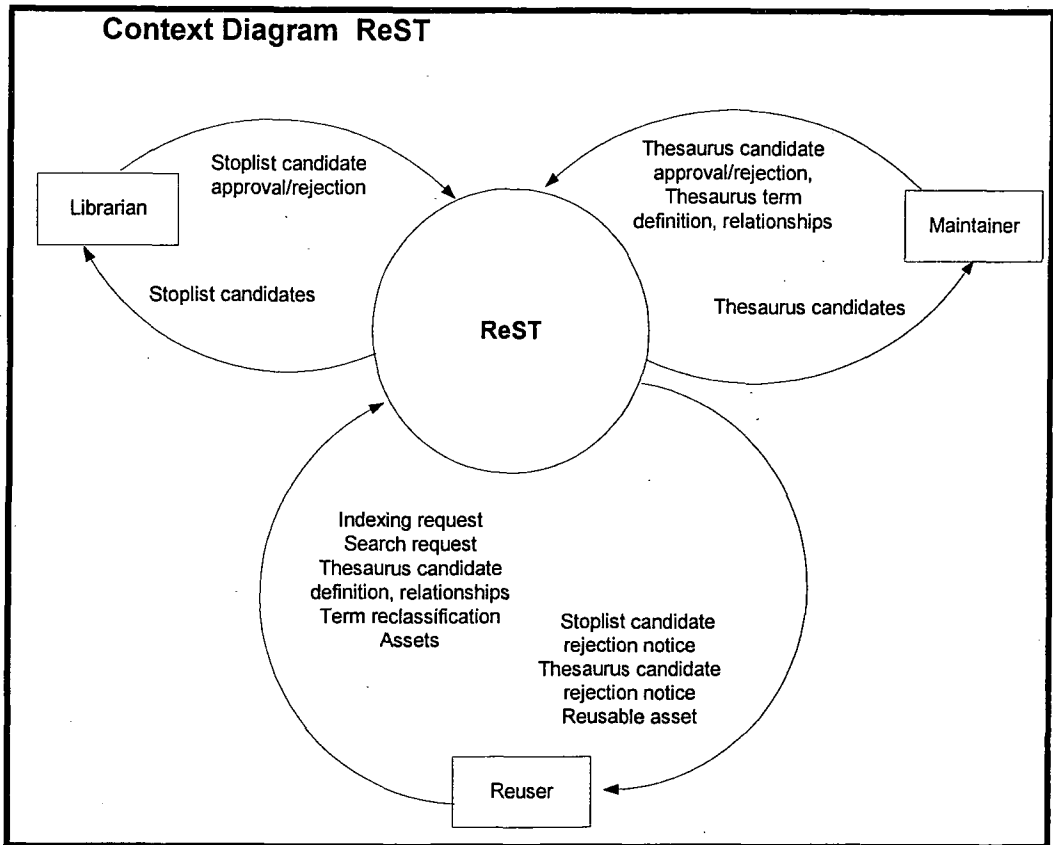 Context Diagram ReST
Stoplist candidate
approval/rejection
Librarian
Stoplist candidates
Thesaurus candidate
approval/rejection,
Thesaurus term
definition, relationships
Maintainer
Thesaurus candidates
ReST
Indexing request
Search request
Thesaurus candidate
definition, relationships
Term reclassification
Assets
Stoplist candidate
rejection notice
Thesaurus candidate
rejection notice
Reusable asset
Reuser